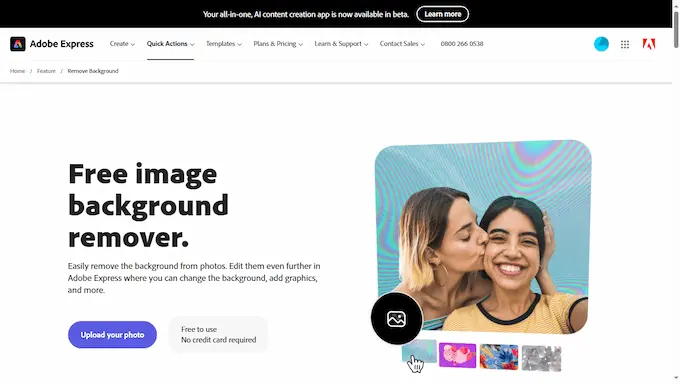 Your all-in-one, AI content creation app is now available in beta. Learn more
Adobe Express Create Quick Actions Templates Plans & Pricing Learn & Support Contact Sales 0800 266 0538
Home / Feature / Remove Background
Free image
background
remover.
Easily remove the background from photos. Edit them even further in
Adobe Express where you can change the background, add graphics,
and more.
Upload your photo
Free to use
No credit card required